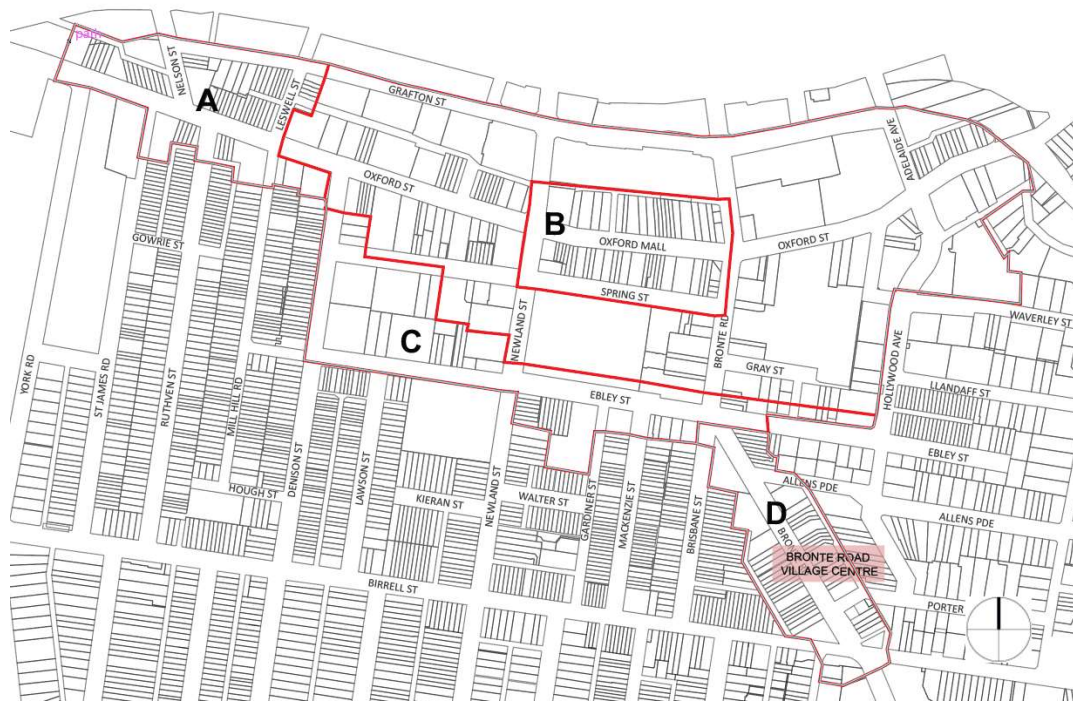 path
NELSON ST
A
LESWELL ST
GRAFTON ST
ADELAIDE AVE
OXFORD ST
B
OXFORD MALL
OXFORD ST
GOWRIE ST
SPRING ST
NEWLAND ST
WAVERLEY ST
C
BRONTE RD
GRAY ST
HOLLYWOOD AVE
LLANDAFF ST
YORK RD
ST JAMES RD
RUTHVEN ST
MILL HILL RD
EBLEY ST
EBLEY ST
DENISON ST
LAWSON ST
HOUGH ST
KIERAN ST
NEWLAND ST
WALTER ST
GARDINER ST
MACKENZIE ST
BRISBANE ST
ALLENS PDE
D
ALLENS PDE
BRO
BRONTE ROAD
VILLAGE CENTRE
BIRRELL ST
PORTER